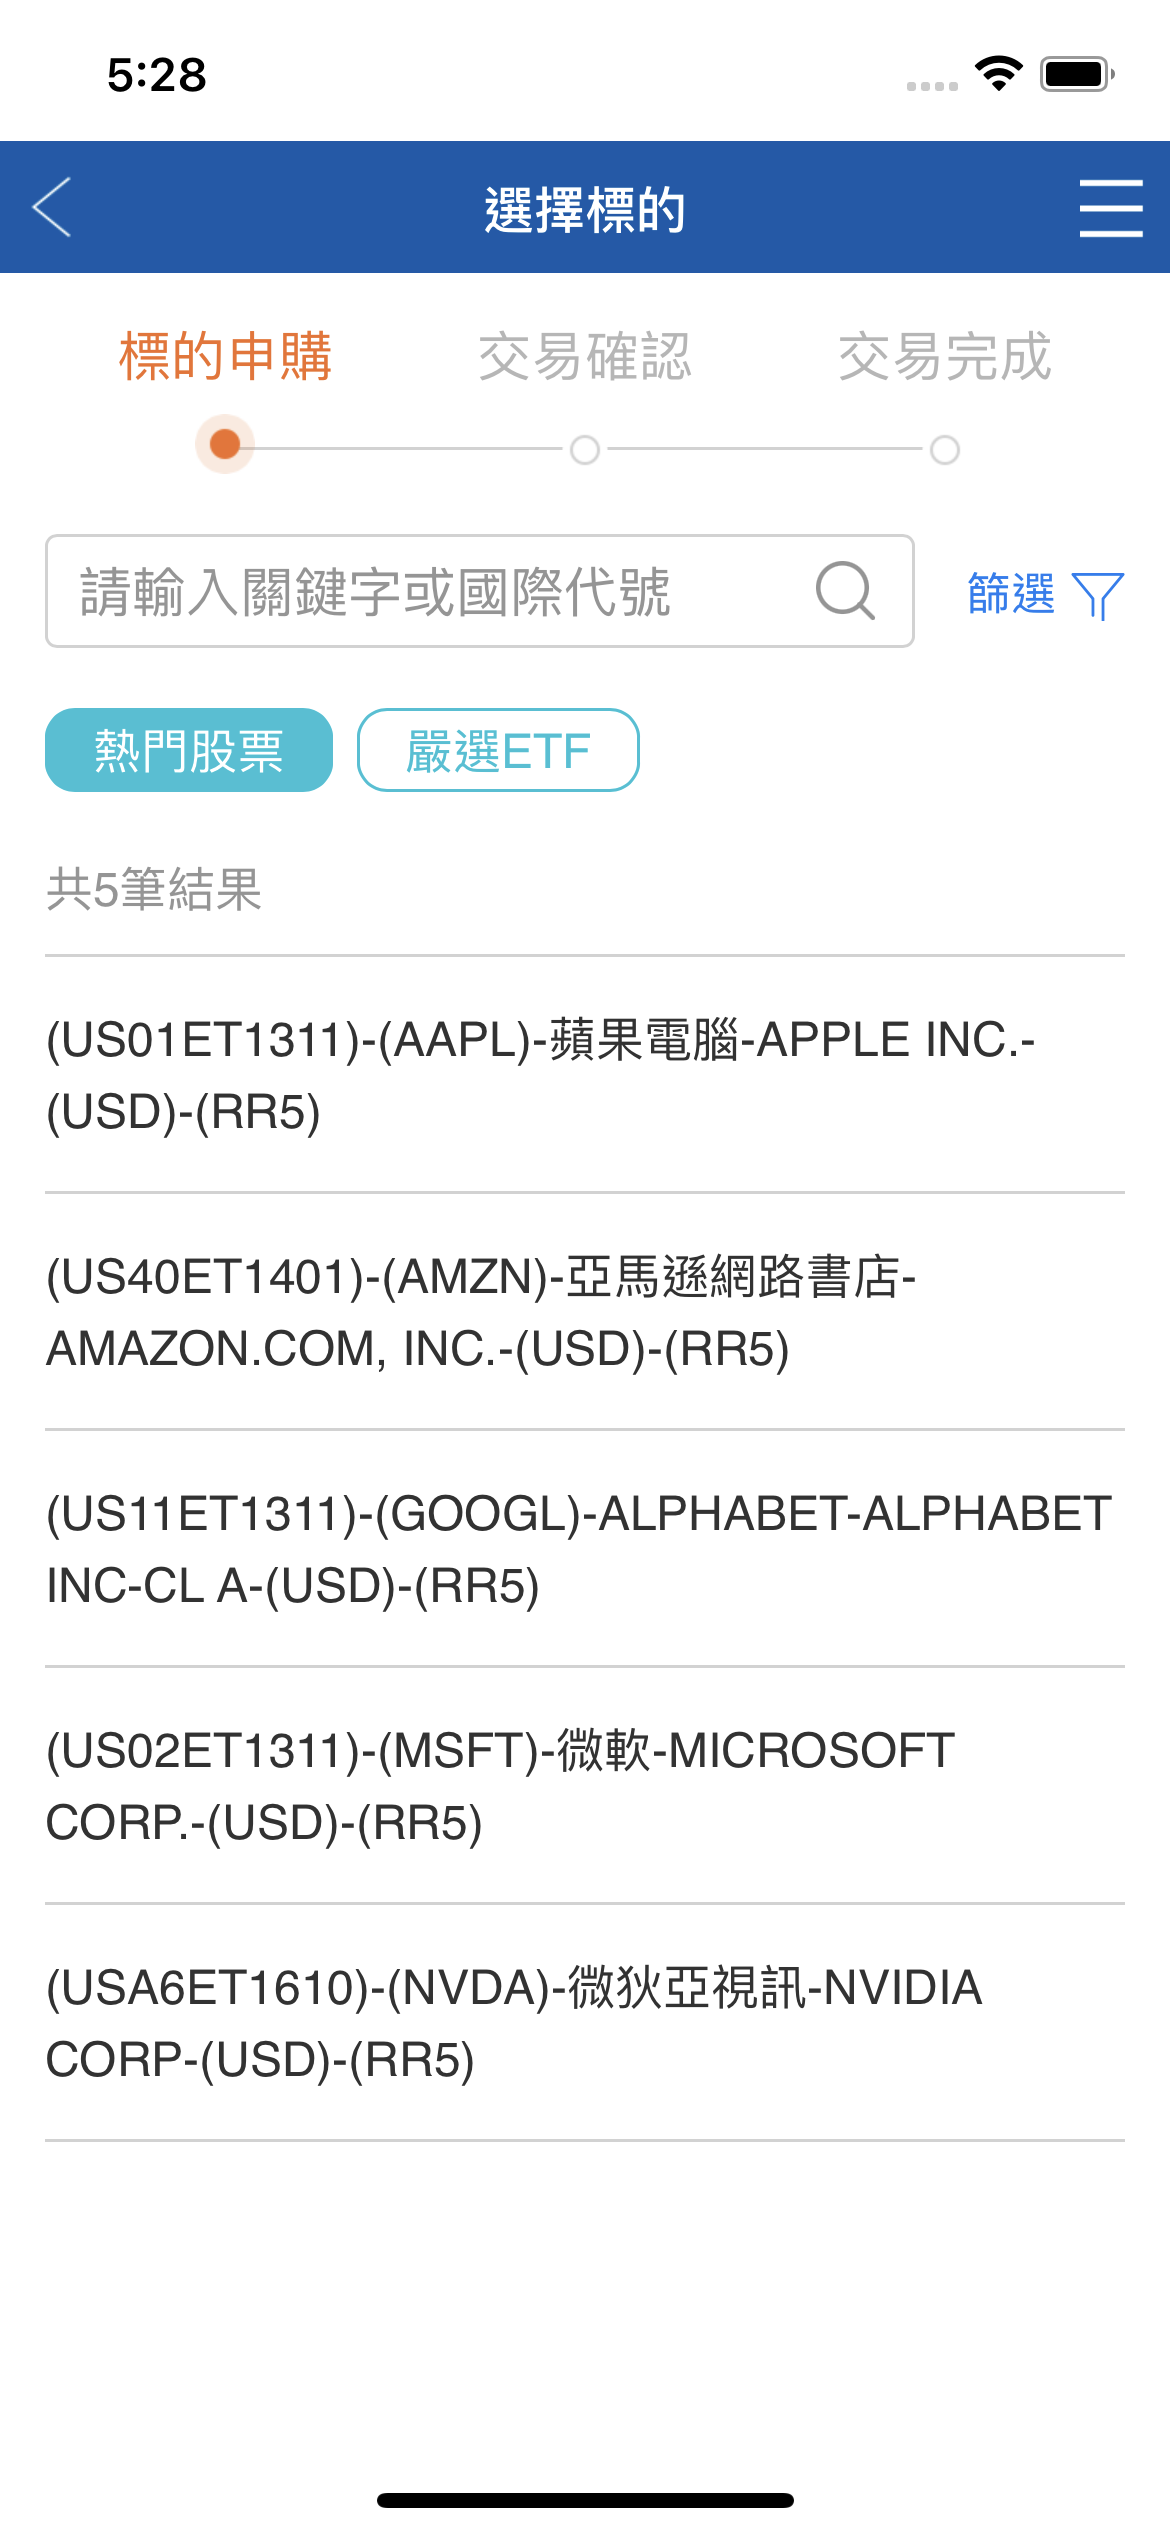 5:28
選擇標的
標的申購 交易確認 交易完成
請輸入關鍵字或國際代號 篩選
熱門股票 嚴選ETF
共5筆結果
(US01ET1311)-(AAPL)-蘋果電腦-APPLE INC.-
(USD)-(RR5)
(US40ET1401)-(AMZN)-亞馬遜網路書店-
AMAZON.COM, INC.-(USD)-(RR5)
(US11ET1311)-(GOOGL)-ALPHABET-ALPHABET
INC-CL A-(USD)-(RR5)
(US02ET1311)-(MSFT)-微軟-MICROSOFT
CORP.-(USD)-(RR5)
(USA6ET1610)-(NVDA)-微狄亞視訊-NVIDIA
CORP-(USD)-(RR5)